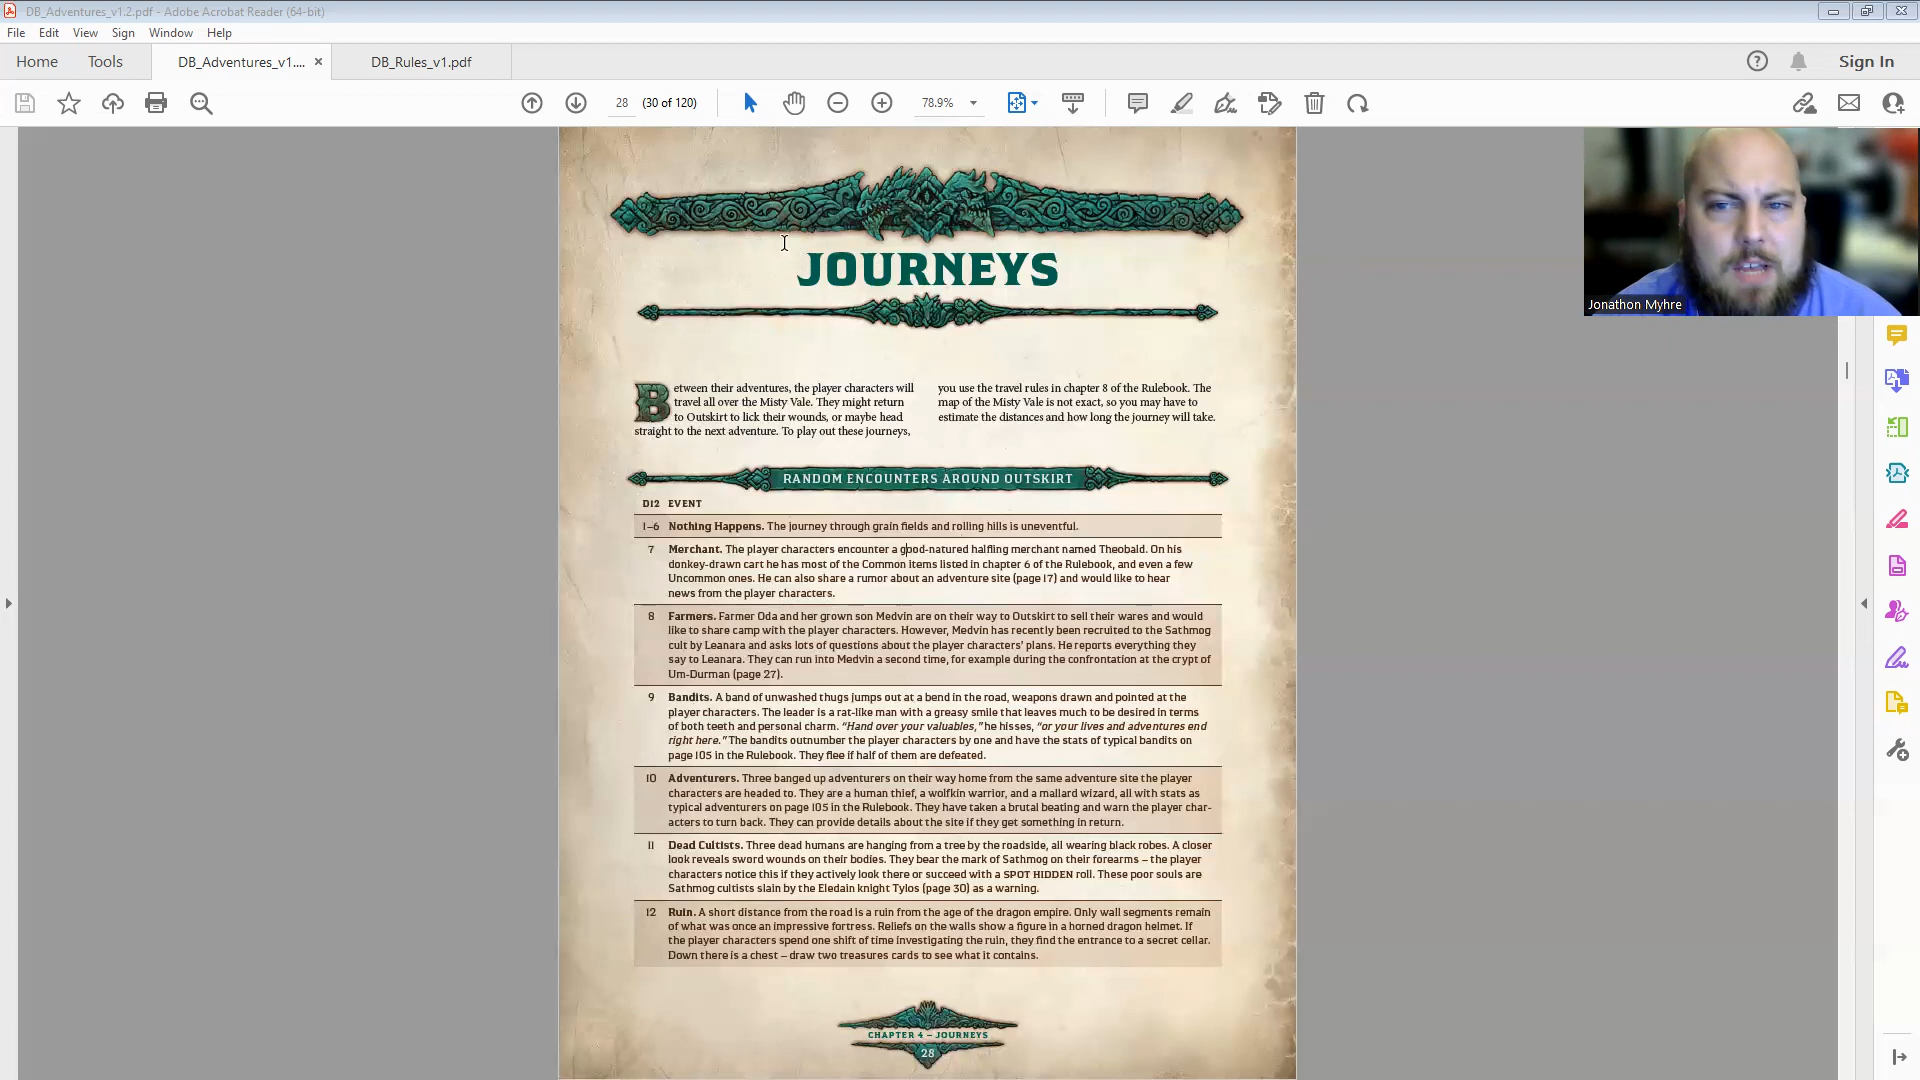 DB_Adventures_v1.2.pdf - Adobe Acrobat Reader (64-bit)
File Edit View Sign Window Help
Home Tools DB_Adventures_v1.... × DB_Rules_v1.pdf Sign In
28 (30 of 120) 78.9%
JOURNEYS
Jonathon Myhre
Between their adventures, the player characters will
travel all over the Misty Vale. They might return
to Outskirt to lick their wounds, or maybe head
straight to the next adventure. To play out these journeys,
you use the travel rules in chapter 8 of the Rulebook. The
map of the Misty Vale is not exact, so you may have to
estimate the distances and how long the journey will take.
RANDOM ENCOUNTERS AROUND OUTSKIRT
D12 EVENT
1–6 Nothing Happens. The journey through grain fields and rolling hills is uneventful.
7 Merchant. The player characters encounter a good-natured halfling merchant named Theobald. On his
donkey-drawn cart he has most of the Common items listed in chapter 6 of the Rulebook, and even a few
Uncommon ones. He can also share a rumor about an adventure site (page 17) and would like to hear
news from the player characters.
8 Farmers. Farmer Oda and her grown son Medvin are on their way to Outskirt to sell their wares and would
like to share camp with the player characters. However, Medvin has recently been recruited to the Sathmog
cult by Leanara and asks lots of questions about the player characters' plans. He reports everything they
say to Leanara. They can run into Medvin a second time, for example during the confrontation at the crypt of
Um-Durman (page 27).
9 Bandits. A band of unwashed thugs jumps out at a bend in the road, weapons drawn and pointed at the
player characters. The leader is a rat-like man with a greasy smile that leaves much to be desired in terms
of both teeth and personal charm. “Hand over your valuables,” he hisses, “or your lives and adventures end
right here.” The bandits outnumber the player characters by one and have the stats of typical bandits on
page 105 in the Rulebook. They flee if half of them are defeated.
10 Adventurers. Three banged up adventurers on their way home from the same adventure site the player
characters are headed to. They are a human thief, a wolfkin warrior, and a mallard wizard, all with stats as
typical adventurers on page 105 in the Rulebook. They have taken a brutal beating and warn the player char-
acters to turn back. They can provide details about the site if they get something in return.
11 Dead Cultists. Three dead humans are hanging from a tree by the roadside, all wearing black robes. A closer
look reveals sword wounds on their bodies. They bear the mark of Sathmog on their forearms – the player
characters notice this if they actively look there or succeed with a SPOT HIDDEN roll. These poor souls are
Sathmog cultists slain by the Eledain knight Tylos (page 30) as a warning.
12 Ruin. A short distance from the road is a ruin from the age of the dragon empire. Only wall segments remain
of what was once an impressive fortress. Reliefs on the walls show a figure in a horned dragon helmet. If
the player characters spend one shift of time investigating the ruin, they find the entrance to a secret cellar.
Down there is a chest – draw two treasures cards to see what it contains.
CHAPTER 4 – JOURNEYS
28